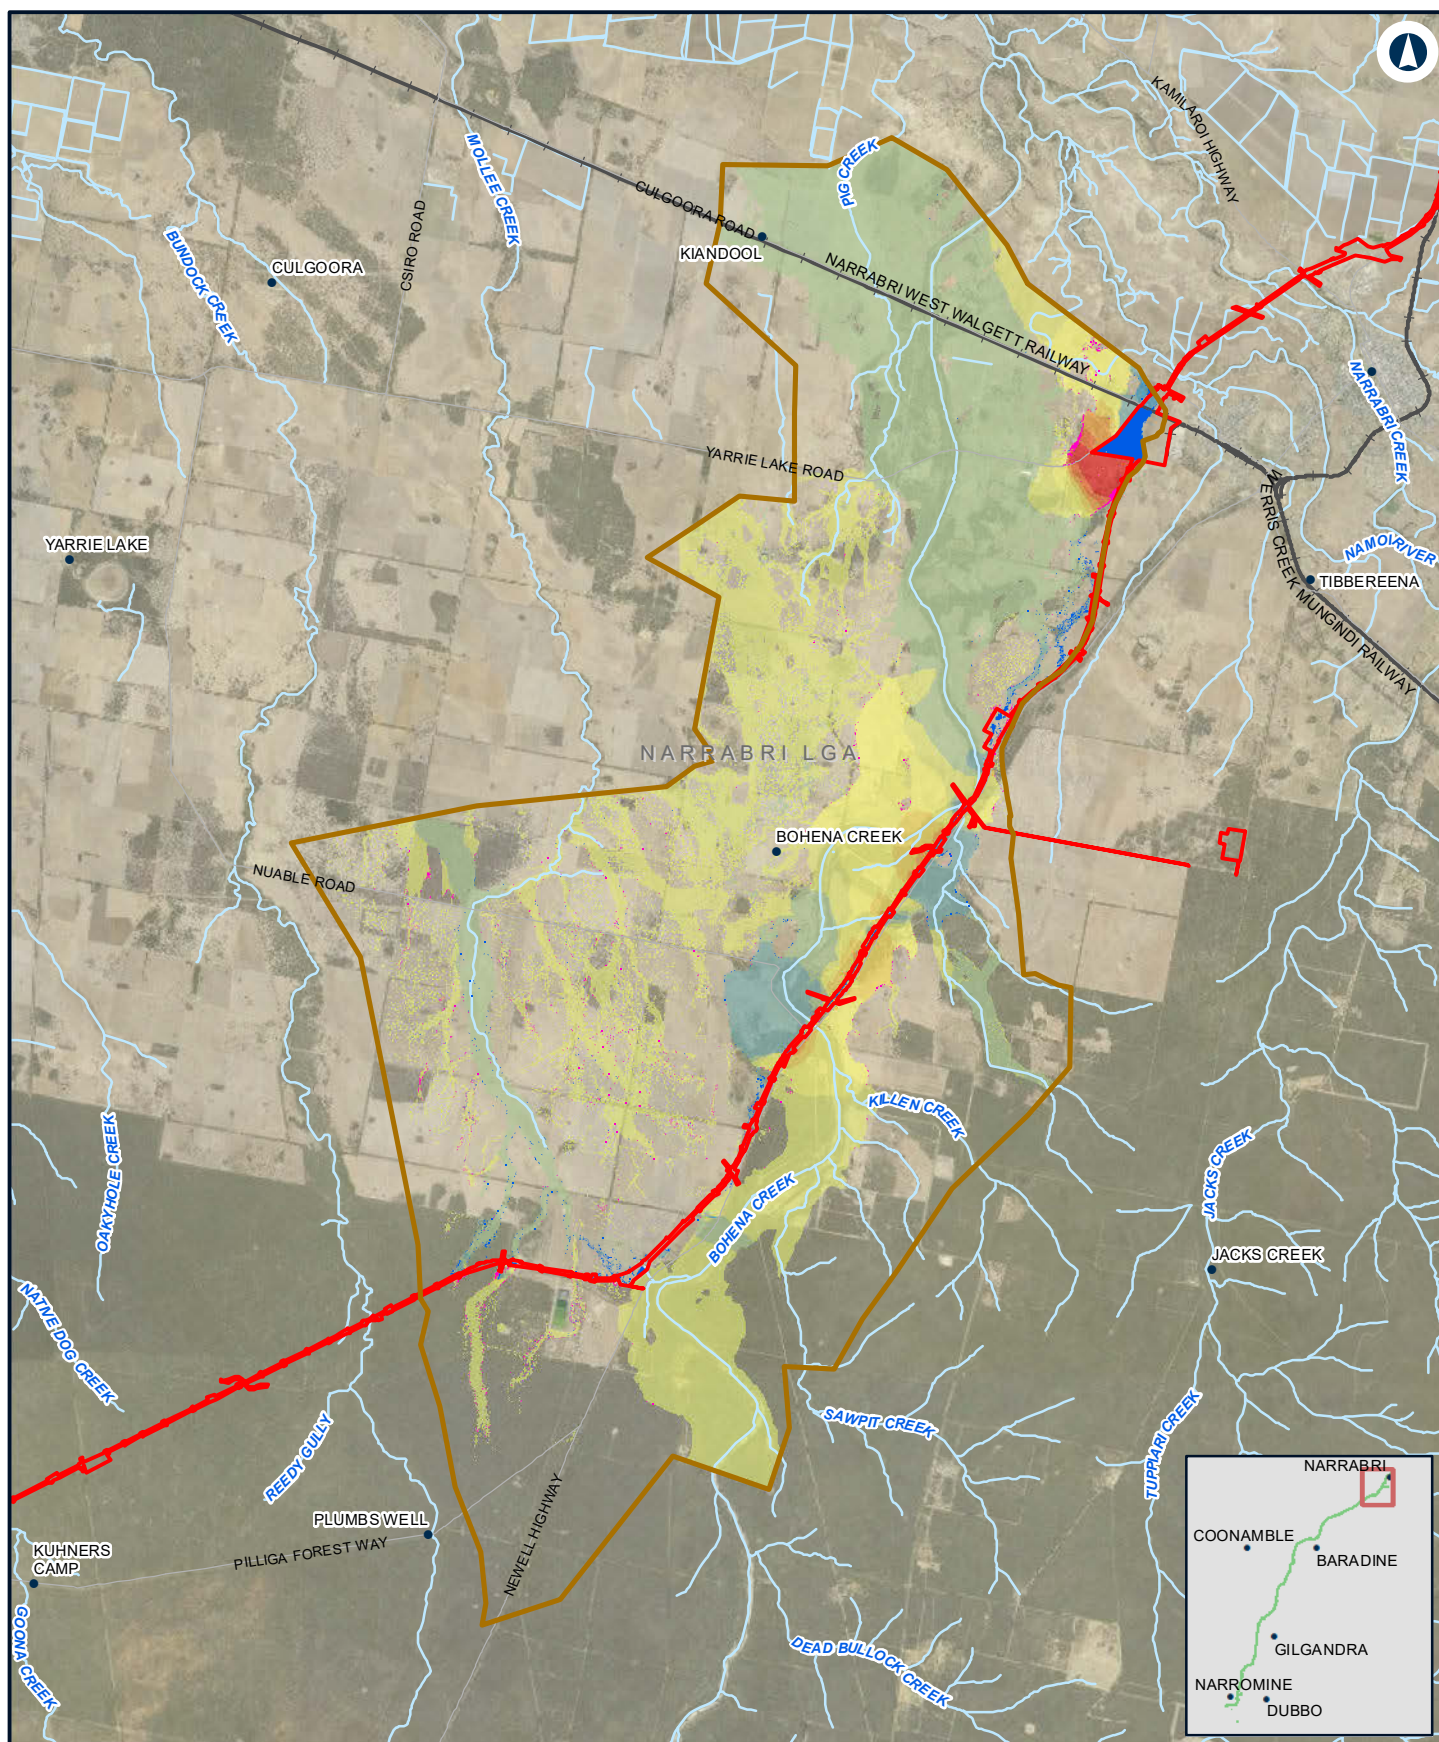 KAMILAROI HIGHWAY
PIG CREEK
MOLLEE CREEK
CULGOORA ROAD
CSIRO ROAD
BUNDOCK CREEK
CULGOORA
KIANDOOL
NARRABRI WEST WALGETT RAILWAY
NARRABRI CREEK
YARRIE LAKE ROAD
YARRIE LAKE
WERRIS CREEK MUNGINDI RAILWAY
NAMOI RIVER
TIBBEREENA
NARRABRI LGA
BOHENA CREEK
NUABLE ROAD
KILLEN CREEK
OAKYHOLE CREEK
JACKS CREEK
BOHENA CREEK
JACKS CREEK
NATIVE DOG CREEK
SAWPIT CREEK
TUPPIARI CREEK
REEDY GULLY
NEWELL HIGHWAY
PLUMBS WELL
PILLIGA FOREST WAY
KUHNERS
CAMP
GOONA CREEK
DEAD BULLOCK CREEK
NARRABRI
COONAMBLE
BARADINE
GILGANDRA
NARROMINE
DUBBO